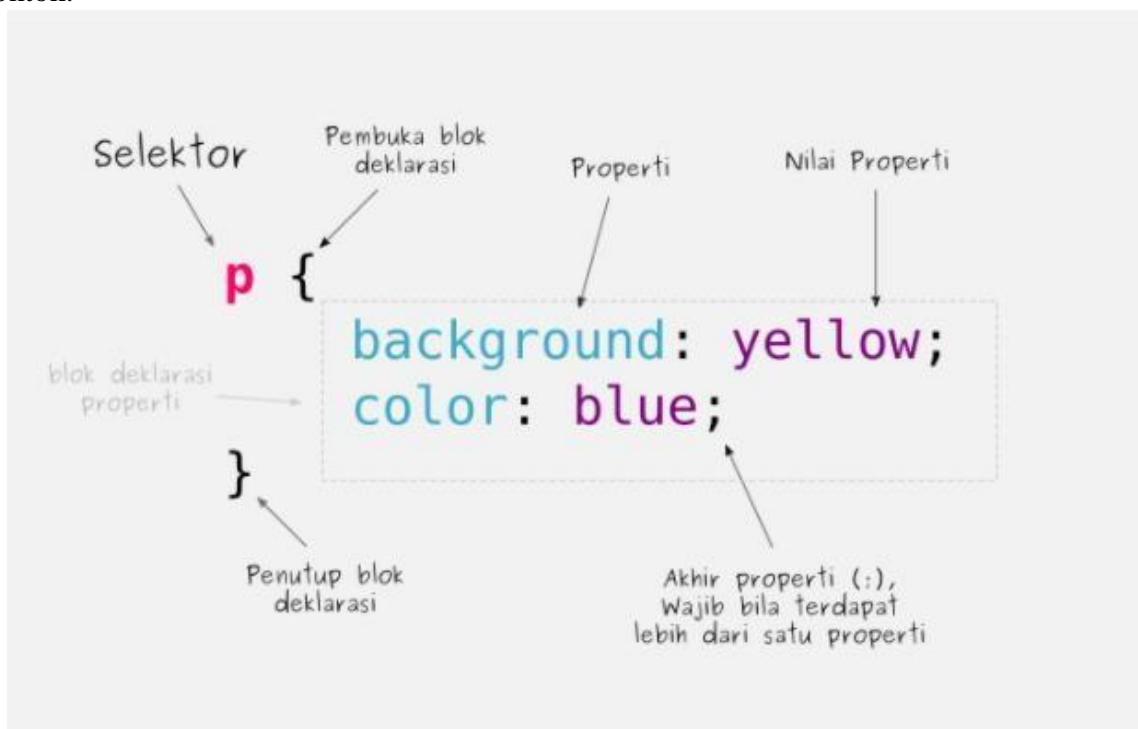 Selektor
Pembuka blok
deklarasi
Properti
Nilai Properti
p {
background: yellow;
color: blue;
blok deklarasi
properti
}
Penutup blok
deklarasi
Akhir properti (;),
Wajib bila terdapat
lebih dari satu properti